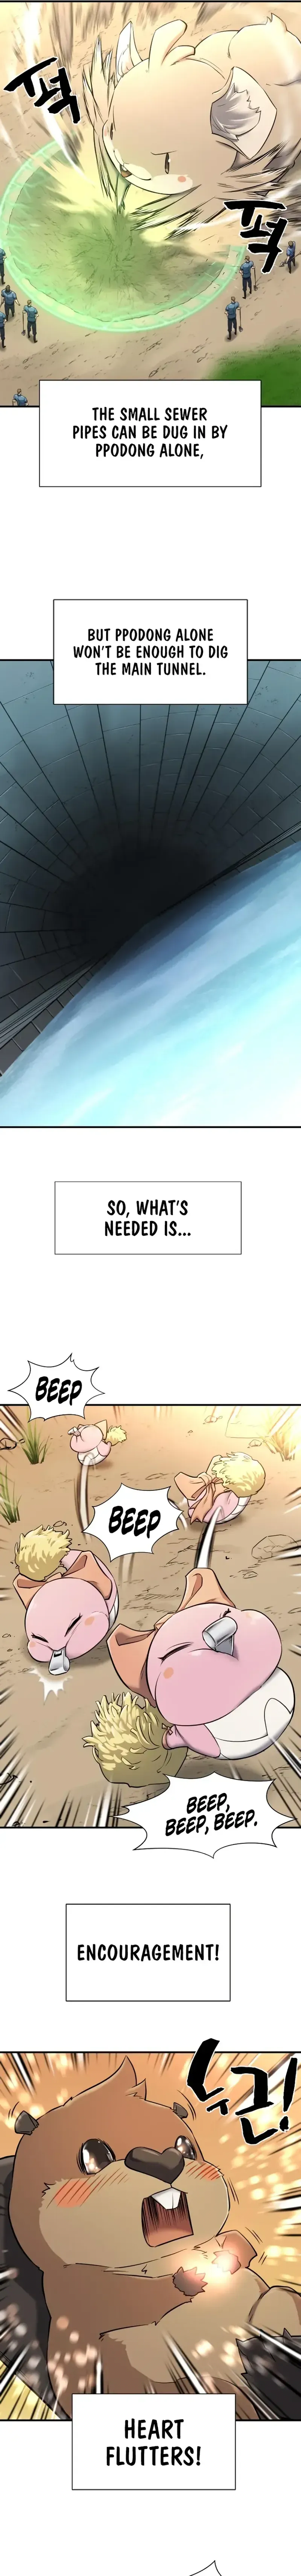 퍽
퍽
THE SMALL SEWER
PIPES CAN BE DUG IN BY
PPODONG ALONE,
BUT PPODONG ALONE
WON'T BE ENOUGH TO DIG
THE MAIN TUNNEL.
SO, WHAT'S
NEEDED IS...
BEEP
BEEP
BEEP,
BEEP, BEEP.
ENCOURAGEMENT!
두근!
HEART
FLUTTERS!